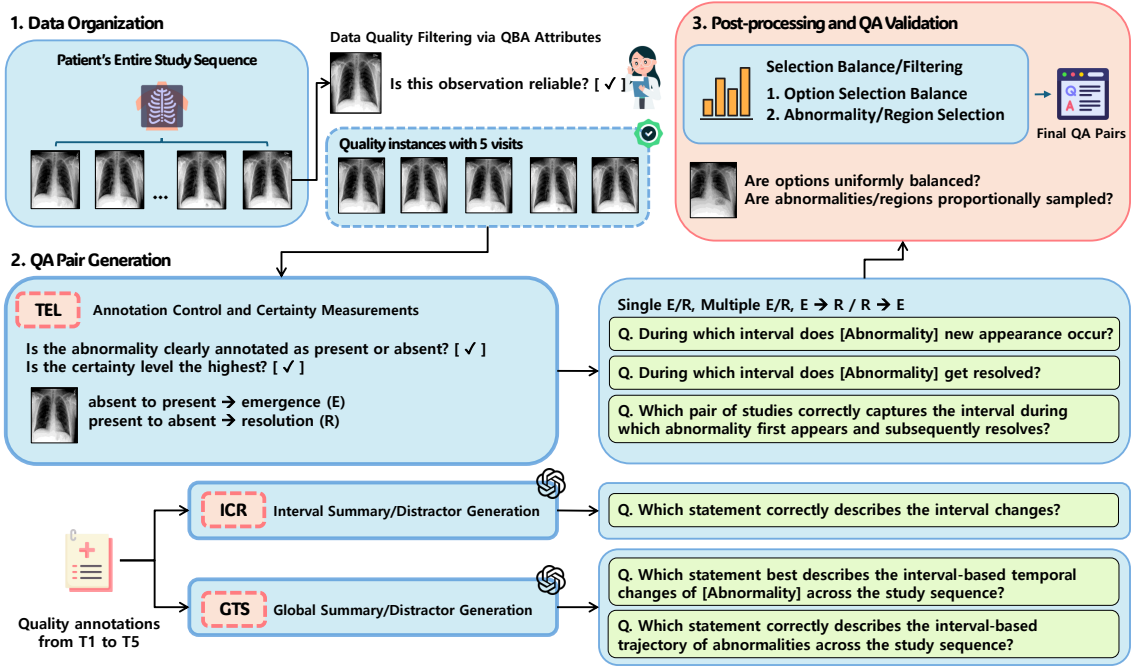 1. Data Organization
Patient's Entire Study Sequence
...
Data Quality Filtering via QBA Attributes
Is this observation reliable? [ ✓ ]
Quality instances with 5 visits
3. Post-processing and QA Validation
Selection Balance/Filtering
1. Option Selection Balance
2. Abnormality/Region Selection
Q
A
Final QA Pairs
Are options uniformly balanced?
Are abnormalities/regions proportionally sampled?
2. QA Pair Generation
TEL
Annotation Control and Certainty Measurements
Is the abnormality clearly annotated as present or absent? [ ✓ ]
Is the certainty level the highest? [ ✓ ]
absent to present → emergence (E)
present to absent → resolution (R)
Single E/R, Multiple E/R, E → R / R → E
Q. During which interval does [Abnormality] new appearance occur?
Q. During which interval does [Abnormality] get resolved?
Q. Which pair of studies correctly captures the interval during
which abnormality first appears and subsequently resolves?
Quality annotations
from T1 to T5
ICR
Interval Summary/Distractor Generation
Q. Which statement correctly describes the interval changes?
GTS
Global Summary/Distractor Generation
Q. Which statement best describes the interval-based temporal
changes of [Abnormality] across the study sequence?
Q. Which statement correctly describes the interval-based
trajectory of abnormalities across the study sequence?